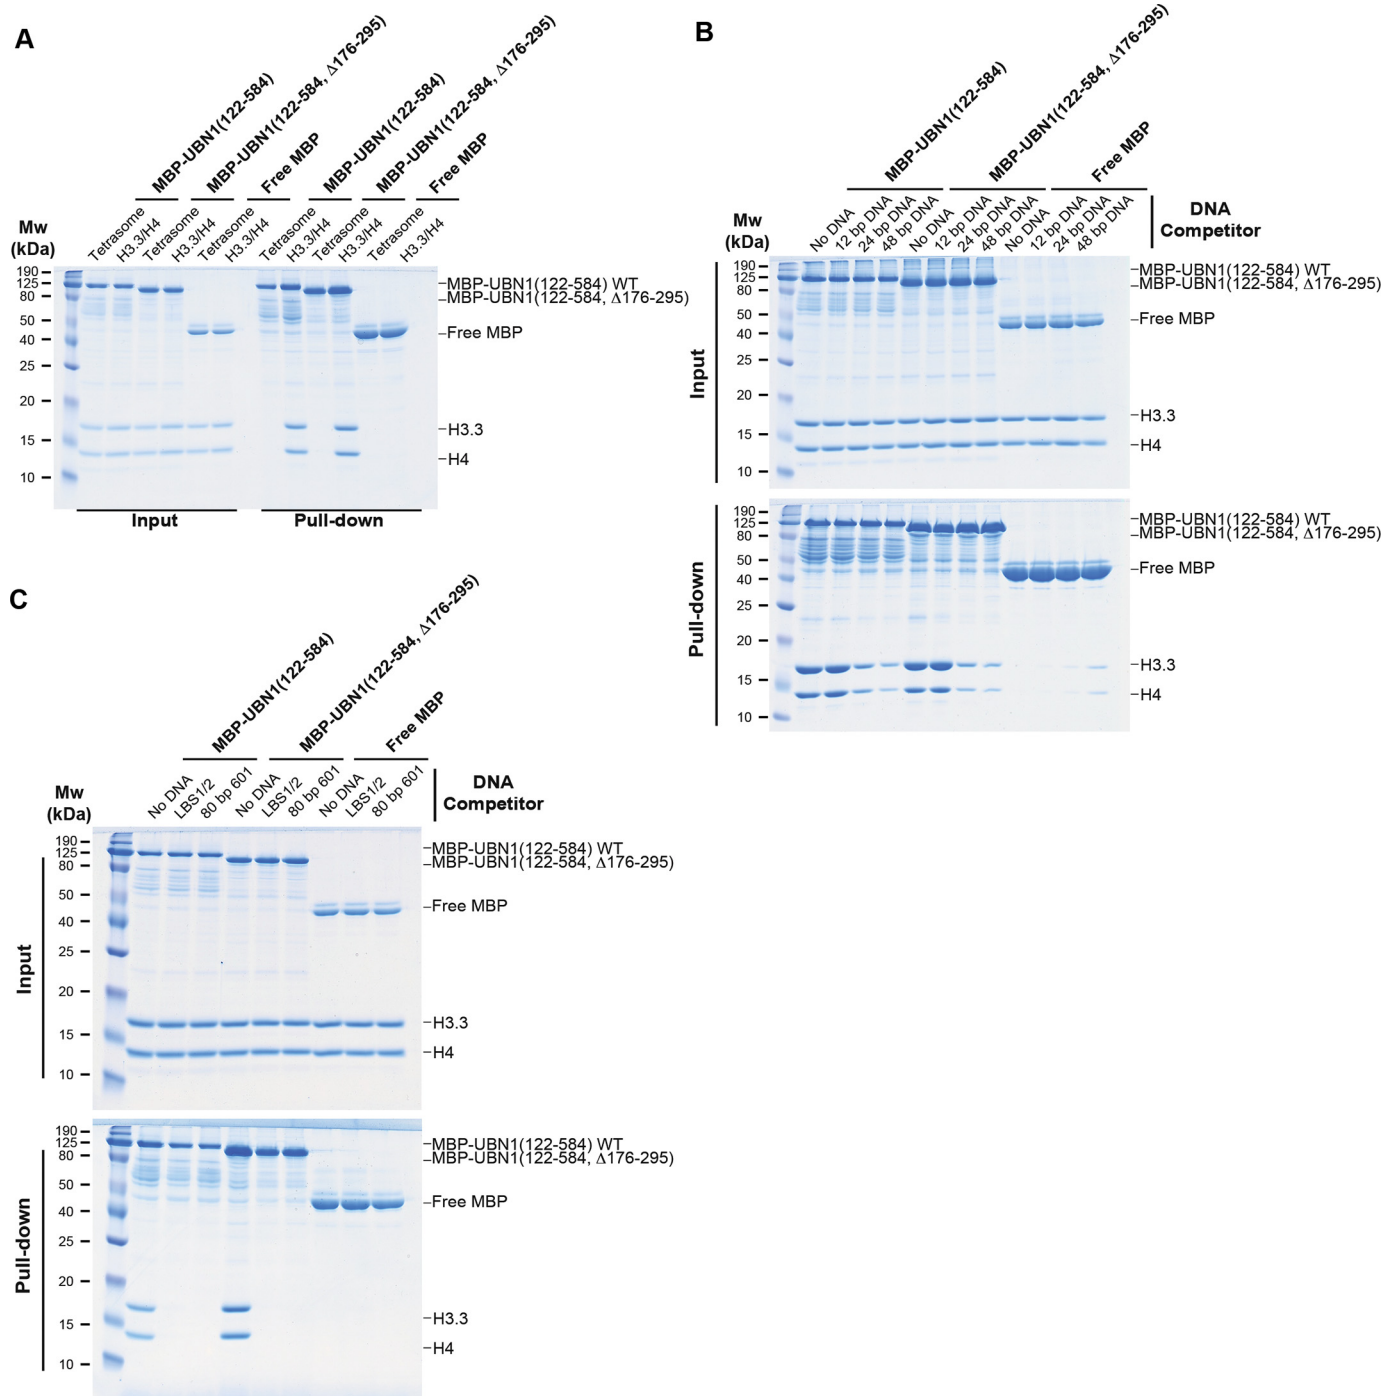 A
MBP-UBN1(122-584)
MBP-UBN1(122-584, Δ176-295)
Free MBP
MBP-UBN1(122-584)
MBP-UBN1(122-584, Δ176-295)
Free MBP
Mw
(kDa)
Tetrasome
H3.3/H4
Tetrasome
H3.3/H4
Tetrasome
H3.3/H4
Tetrasome
H3.3/H4
Tetrasome
H3.3/H4
Tetrasome
H3.3/H4
190
125
80
50
40
25
20
15
10
MBP-UBN1(122-584) WT
MBP-UBN1(122-584, Δ176-295)
Free MBP
H3.3
H4
Input
Pull-down
B
MBP-UBN1(122-584)
MBP-UBN1(122-584, Δ176-295)
Free MBP
Mw
(kDa)
No DNA
12 bp DNA
24 bp DNA
48 bp DNA
No DNA
12 bp DNA
24 bp DNA
48 bp DNA
No DNA
12 bp DNA
24 bp DNA
48 bp DNA
DNA
Competitor
Input
190
125
80
50
40
25
20
15
10
MBP-UBN1(122-584) WT
MBP-UBN1(122-584, Δ176-295)
Free MBP
H3.3
H4
Pull-down
190
125
80
50
40
25
20
15
10
MBP-UBN1(122-584) WT
MBP-UBN1(122-584, Δ176-295)
Free MBP
H3.3
H4
C
MBP-UBN1(122-584)
MBP-UBN1(122-584, Δ176-295)
Free MBP
Mw
(kDa)
No DNA
LBS1/2
80 bp 601
No DNA
LBS1/2
80 bp 601
No DNA
LBS1/2
80 bp 601
DNA
Competitor
Input
190
125
80
50
40
25
20
15
10
MBP-UBN1(122-584) WT
MBP-UBN1(122-584, Δ176-295)
Free MBP
H3.3
H4
Pull-down
190
125
80
50
40
25
20
15
10
MBP-UBN1(122-584) WT
MBP-UBN1(122-584, Δ176-295)
Free MBP
H3.3
H4